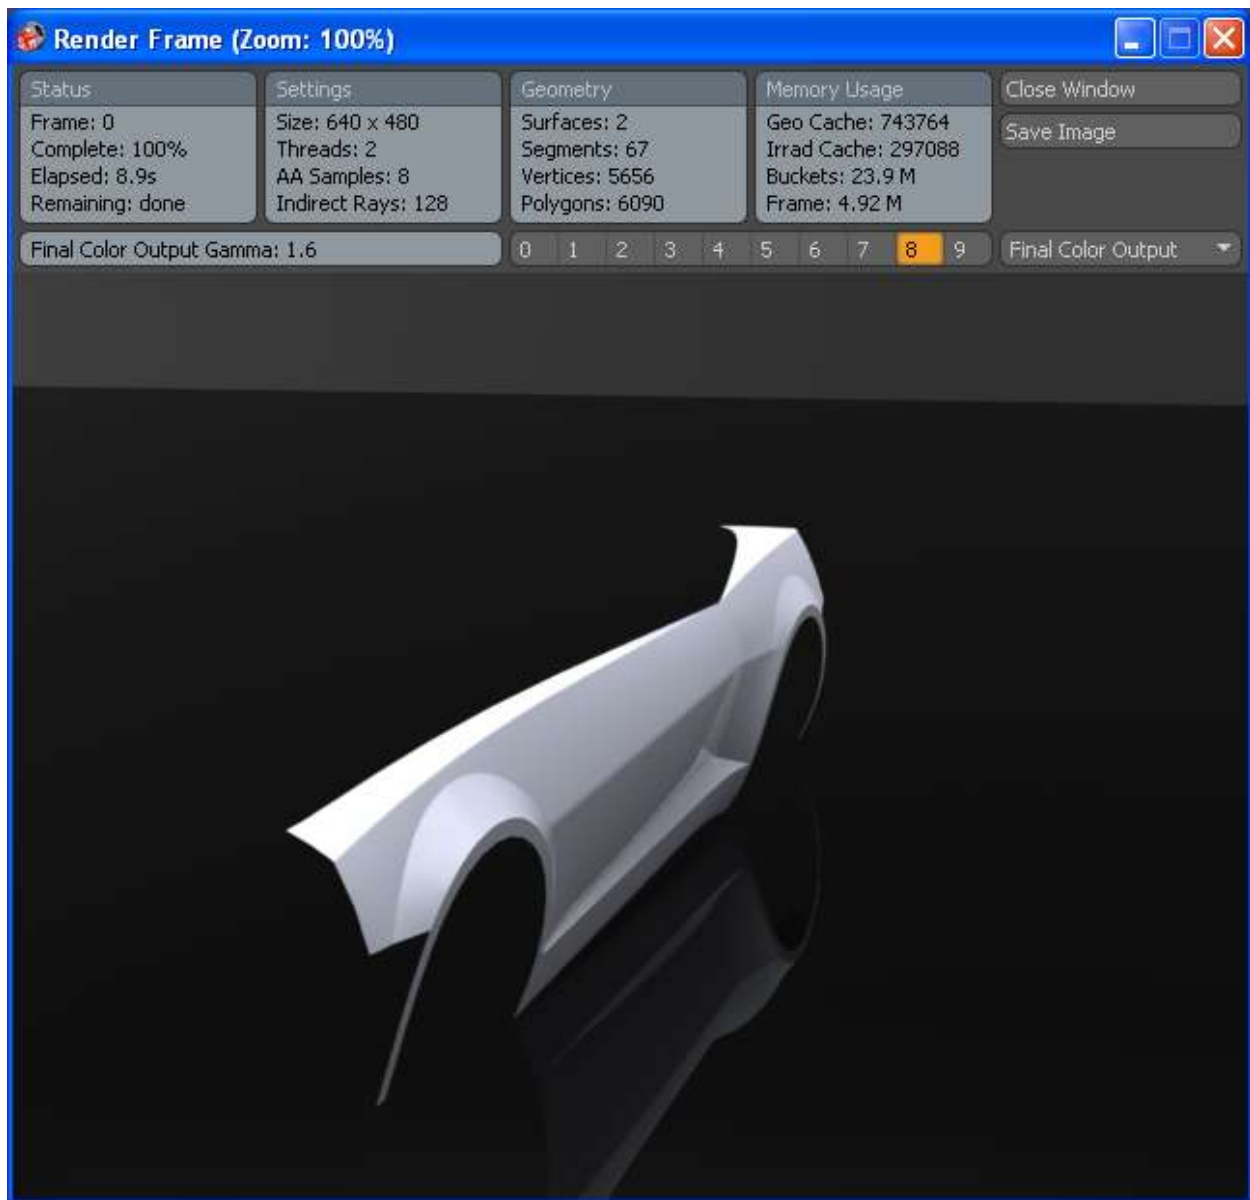 Render Frame (Zoom: 100%)
Status
Frame: 0
Complete: 100%
Elapsed: 8.9s
Remaining: done
Settings
Size: 640 x 480
Threads: 2
AA Samples: 8
Indirect Rays: 128
Geometry
Surfaces: 2
Segments: 67
Vertices: 5656
Polygons: 6090
Memory Usage
Geo Cache: 743764
Irrad Cache: 297088
Buckets: 23.9 M
Frame: 4.92 M
Close Window
Save Image
Final Color Output Gamma: 1.6
0 1 2 3 4 5 6 7 8 9
Final Color Output